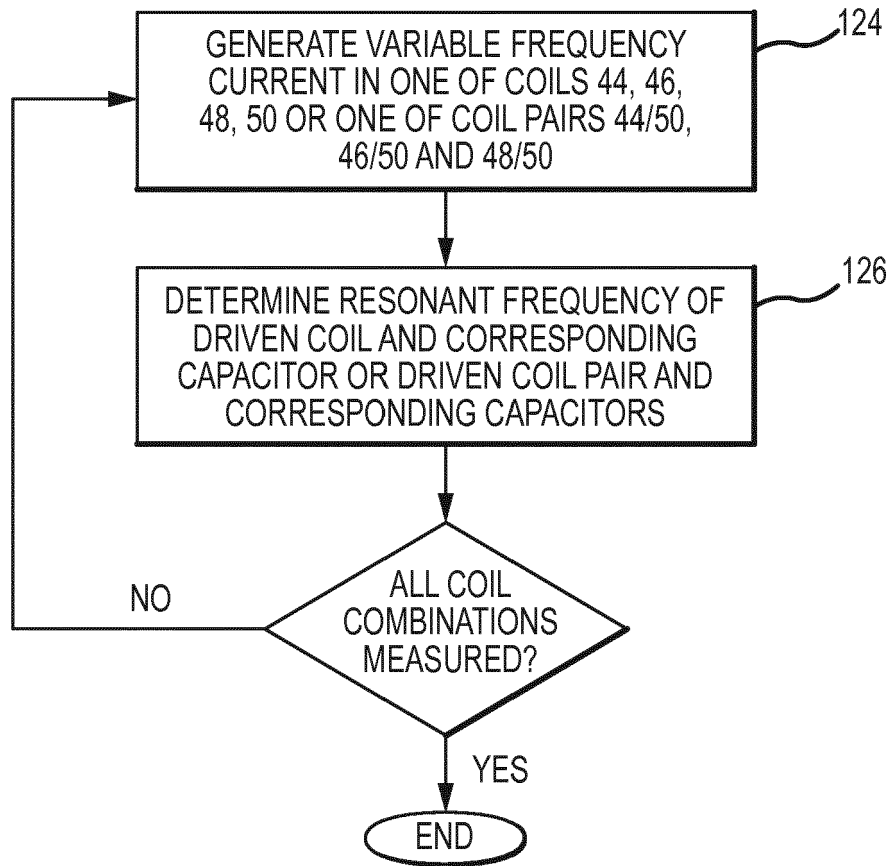 124
GENERATE VARIABLE FREQUENCY
CURRENT IN ONE OF COILS 44, 46,
48, 50 OR ONE OF COIL PAIRS 44/50,
46/50 AND 48/50
126
DETERMINE RESONANT FREQUENCY OF
DRIVEN COIL AND CORRESPONDING
CAPACITOR OR DRIVEN COIL PAIR AND
CORRESPONDING CAPACITORS
NO
ALL COIL
COMBINATIONS
MEASURED?
YES
END